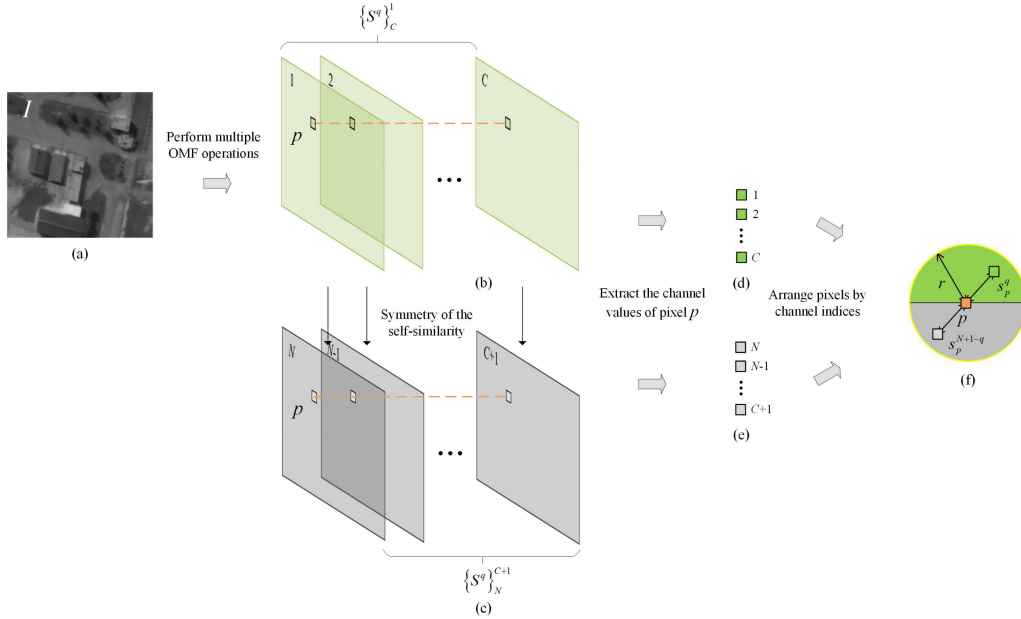 {S^q}_C^1
I
1
2
C
p
Perform multiple
OMF operations
•••
(a)
(b)
1
2
⋮
C
(d)
Symmetry of the
self-similarity
Extract the channel
values of pixel p
Arrange pixels by
channel indices
r
s_p^q
p
s_p^{N+1-q}
(f)
N
N-1
C+1
p
•••
N
N-1
⋮
C+1
(e)
{S^q}_N^{C+1}
(c)